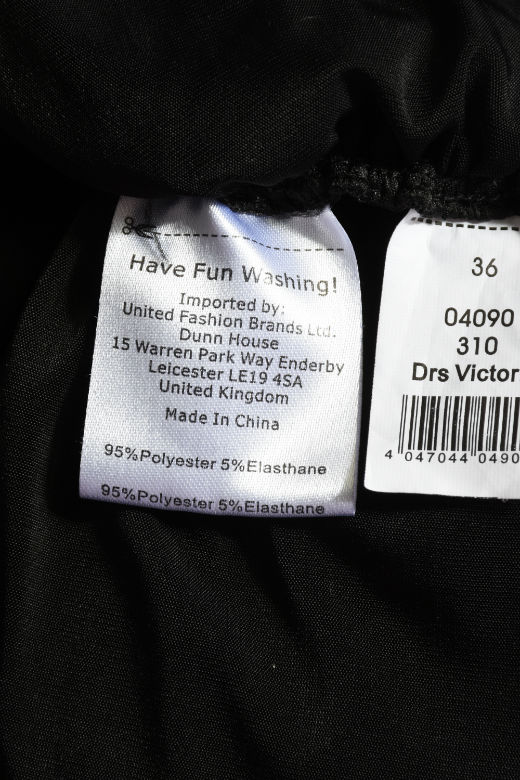 Have Fun Washing!
Imported by:
United Fashion Brands Ltd.
Dunn House
15 Warren Park Way Enderby
Leicester LE19 4SA
United Kingdom
Made In China
95%Polyester 5%Elasthane
95%Polyester 5%Elasthane
36
04090
310
Drs Victor
4 047044 0490